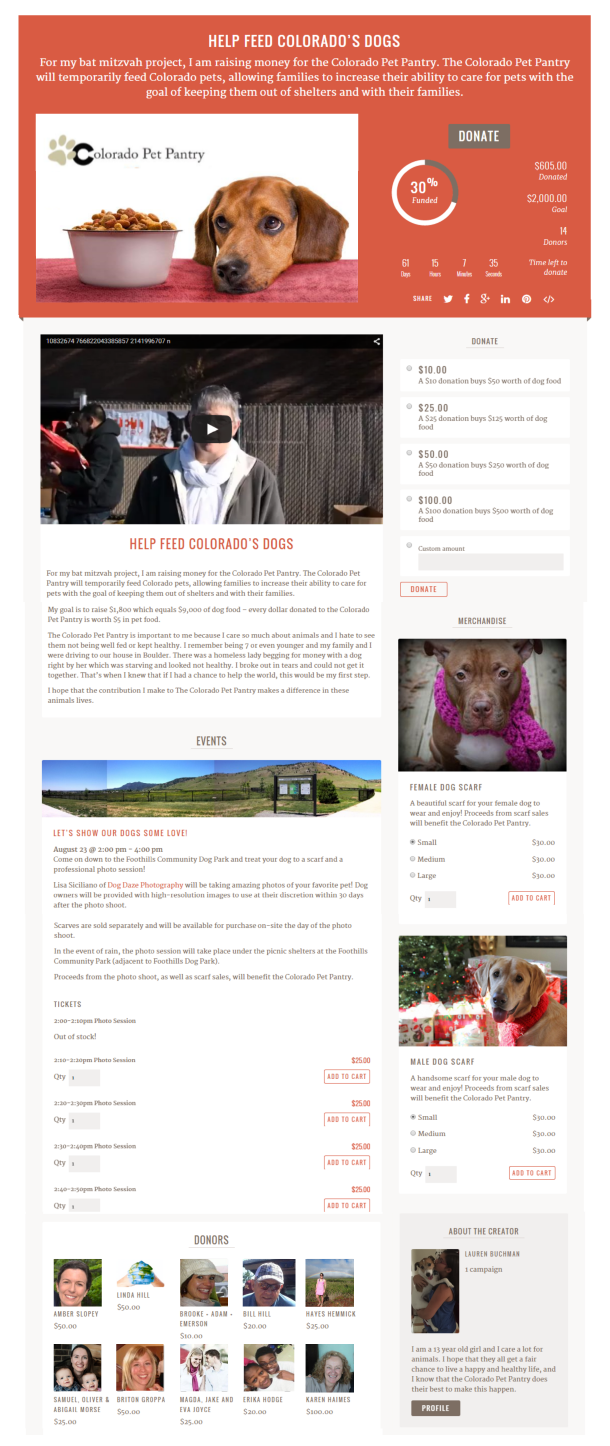 HELP FEED COLORADO'S DOGS
For my bat mitzvah project, I am raising money for the Colorado Pet Pantry. The Colorado Pet Pantry
will temporarily feed Colorado pets, allowing families to increase their ability to care for pets with the
goal of keeping them out of shelters and with their families.
Colorado Pet Pantry
DONATE
30%
Funded
$605.00
Donated
$2,000.00
Goal
14
Donors
61
Days
15
Hours
7
Minutes
35
Seconds
Time left to
donate
SHARE
10832674 766822043385857 2141996707 n
HELP FEED COLORADO'S DOGS
For my bat mitzvah project, I am raising money for the Colorado Pet Pantry. The Colorado Pet
Pantry will temporarily feed Colorado pets, allowing families to increase their ability to care for
pets with the goal of keeping them out of shelters and with their families.
My goal is to raise $1,800 which equals $9,000 of dog food – every dollar donated to the Colorado
Pet Pantry is worth $5 in pet food.
The Colorado Pet Pantry is important to me because I care so much about animals and I hate to see
them not being well fed or kept healthy. I remember being 7 or even younger and my family and I
were driving to our house in Boulder. There was a homeless lady begging for money with a dog
right by her which was starving and looked not healthy. I broke out in tears and could not get it
together. That's when I knew that if I had a chance to help the world, this would be my first step.
I hope that the contribution I make to The Colorado Pet Pantry makes a difference in these
animals lives.
EVENTS
LET'S SHOW OUR DOGS SOME LOVE!
August 23 @ 2:00 pm - 4:00 pm
Come on down to the Foothills Community Dog Park and treat your dog to a scarf and a
professional photo session!
Lisa Siciliano of Dog Daze Photography will be taking amazing photos of your favorite pet! Dog
owners will be provided with high-resolution images to use at their discretion within 30 days
after the photo shoot.
Scarves are sold separately and will be available for purchase on-site the day of the photo
shoot.
In the event of rain, the photo session will take place under the picnic shelters at the Foothills
Community Park (adjacent to Foothills Dog Park).
Proceeds from the photo shoot, as well as scarf sales, will benefit the Colorado Pet Pantry.
TICKETS
2:00-2:10pm Photo Session
Out of stock!
2:10-2:20pm Photo Session
$25.00
Qty 1
ADD TO CART
2:20-2:30pm Photo Session
$25.00
Qty 1
ADD TO CART
2:30-2:40pm Photo Session
$25.00
Qty 1
ADD TO CART
2:40-2:50pm Photo Session
$25.00
Qty 1
ADD TO CART
DONORS
AMBER SLOPEY
$50.00
LINDA HILL
$50.00
BROOKE + ADAM +
EMERSON
$10.00
BILL HILL
$20.00
HAYES HEMMICK
$25.00
SAMUEL, OLIVER &
ABIGAIL MORSE
$25.00
BRITON GROPPA
$50.00
MAGDA, JAKE AND
EVA JOYCE
$25.00
ERIKA HODGE
$20.00
KAREN HAIMES
$100.00
DONATE
$10.00
A $10 donation buys $50 worth of dog food
$25.00
A $25 donation buys $125 worth of dog
food
$50.00
A $50 donation buys $250 worth of dog
food
$100.00
A $100 donation buys $500 worth of dog
food
Custom amount
DONATE
MERCHANDISE
FEMALE DOG SCARF
A beautiful scarf for your female dog to
wear and enjoy! Proceeds from scarf sales
will benefit the Colorado Pet Pantry.
Small $30.00
Medium $30.00
Large $30.00
Qty 1
ADD TO CART
MALE DOG SCARF
A handsome scarf for your male dog to
wear and enjoy! Proceeds from scarf sales
will benefit the Colorado Pet Pantry.
Small $30.00
Medium $30.00
Large $30.00
Qty 1
ADD TO CART
ABOUT THE CREATOR
LAUREN BUCHMAN
1 campaign
I am a 13 year old girl and I care a lot for
animals. I hope that they all get a fair
chance to live a happy and healthy life, and
I know that the Colorado Pet Pantry does
their best to make this happen.
PROFILE